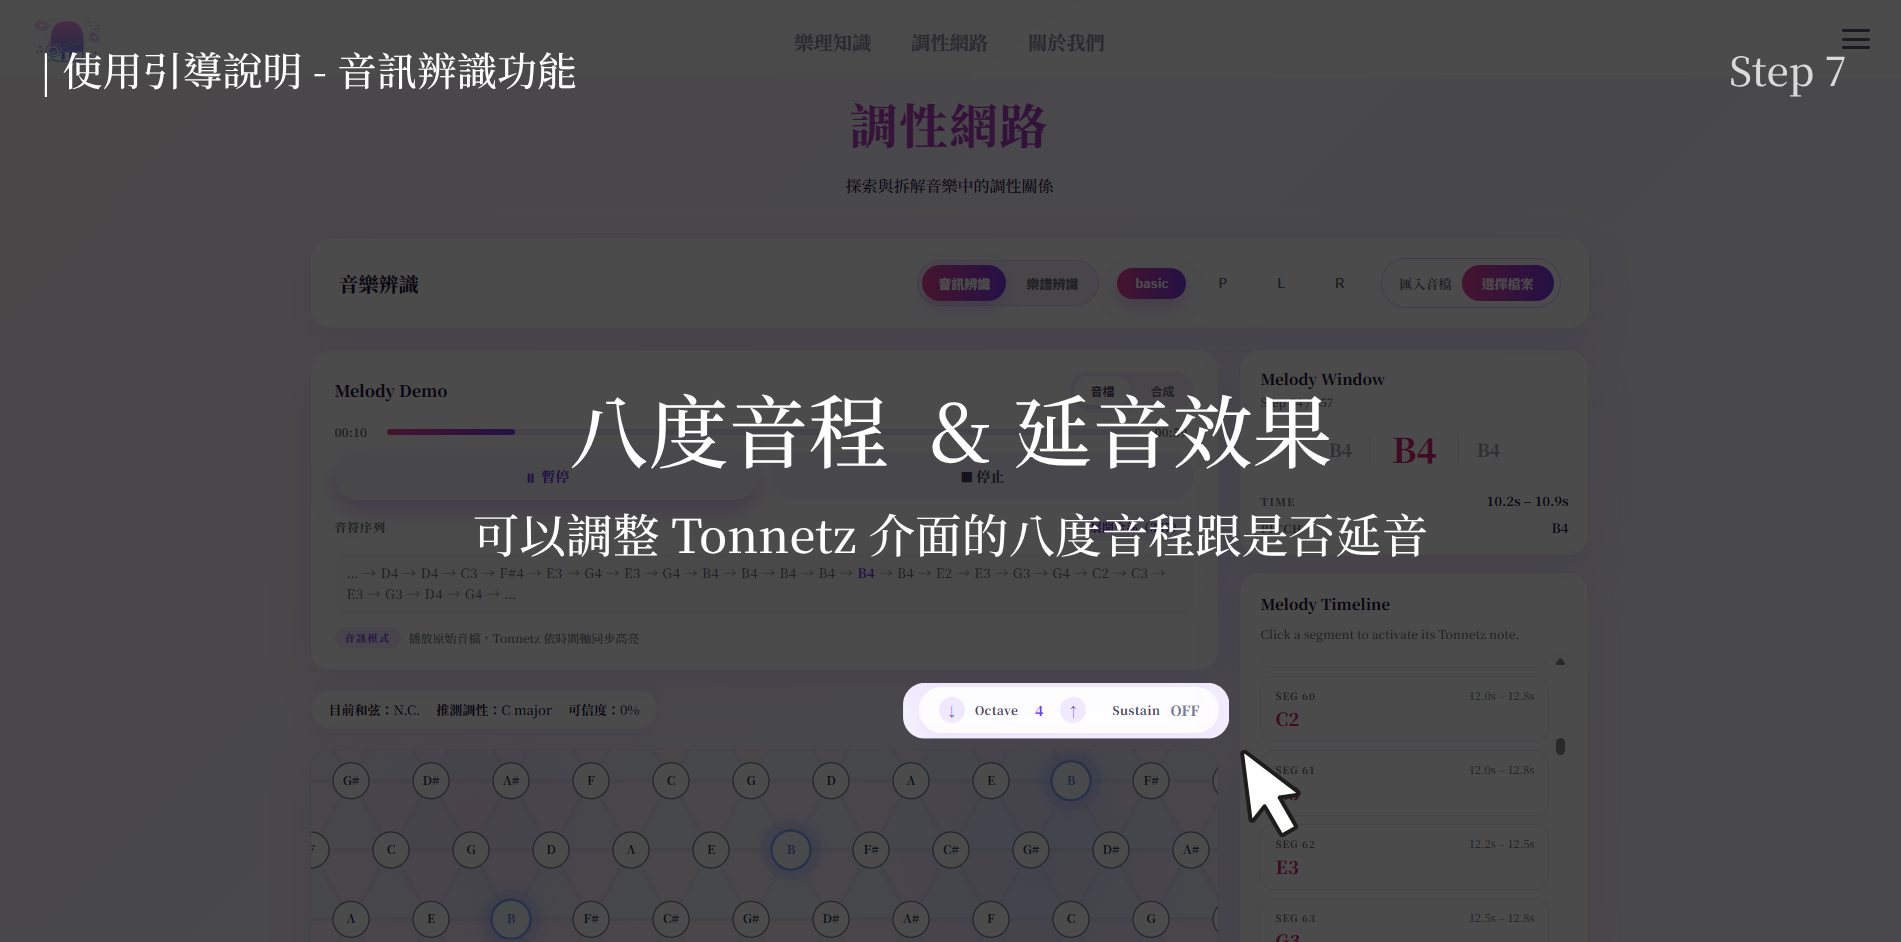 樂理知識 調性網路 關於我們
使用引導說明 - 音訊辨識功能
Step 7
調性網路
探索與拆解音樂中的調性關係
音樂辨識 音訊辨識 樂譜辨識 basic P L R 匯入音檔 選擇檔案
Melody Demo 音檔 合成
00:10
八度音程 & 延音效果
⏸ 暫停 ■ 停止
音符序列
可以調整 Tonnetz 介面的八度音程跟是否延音
... → D4 → D4 → C3 → F#4 → E3 → G4 → E3 → G4 → B4 → B4 → B4 → B4 → B4 → B4 → E2 → E3 → G3 → G4 → C2 → C3 →
E3 → G3 → D4 → G4 → ...
音訊模式 播放原始音檔，Tonnetz 依時間軸同步高亮
Melody Window
B4 B4 B4
TIME 10.2s – 10.9s
B4
Melody Timeline
Click a segment to activate its Tonnetz note.
SEG 60 12.0s – 12.8s
C2
SEG 61 12.0s – 12.8s
SEG 62 12.2s – 12.5s
E3
SEG 63 12.5s – 12.8s
G3
目前和弦：N.C. 推測調性：C major 可信度：0%
↓ Octave 4 ↑ Sustain OFF
G# D# A# F C G D A E B F#
C G D A E B F# C# G# D# A#
A E B F# C# G# D# A# F C G